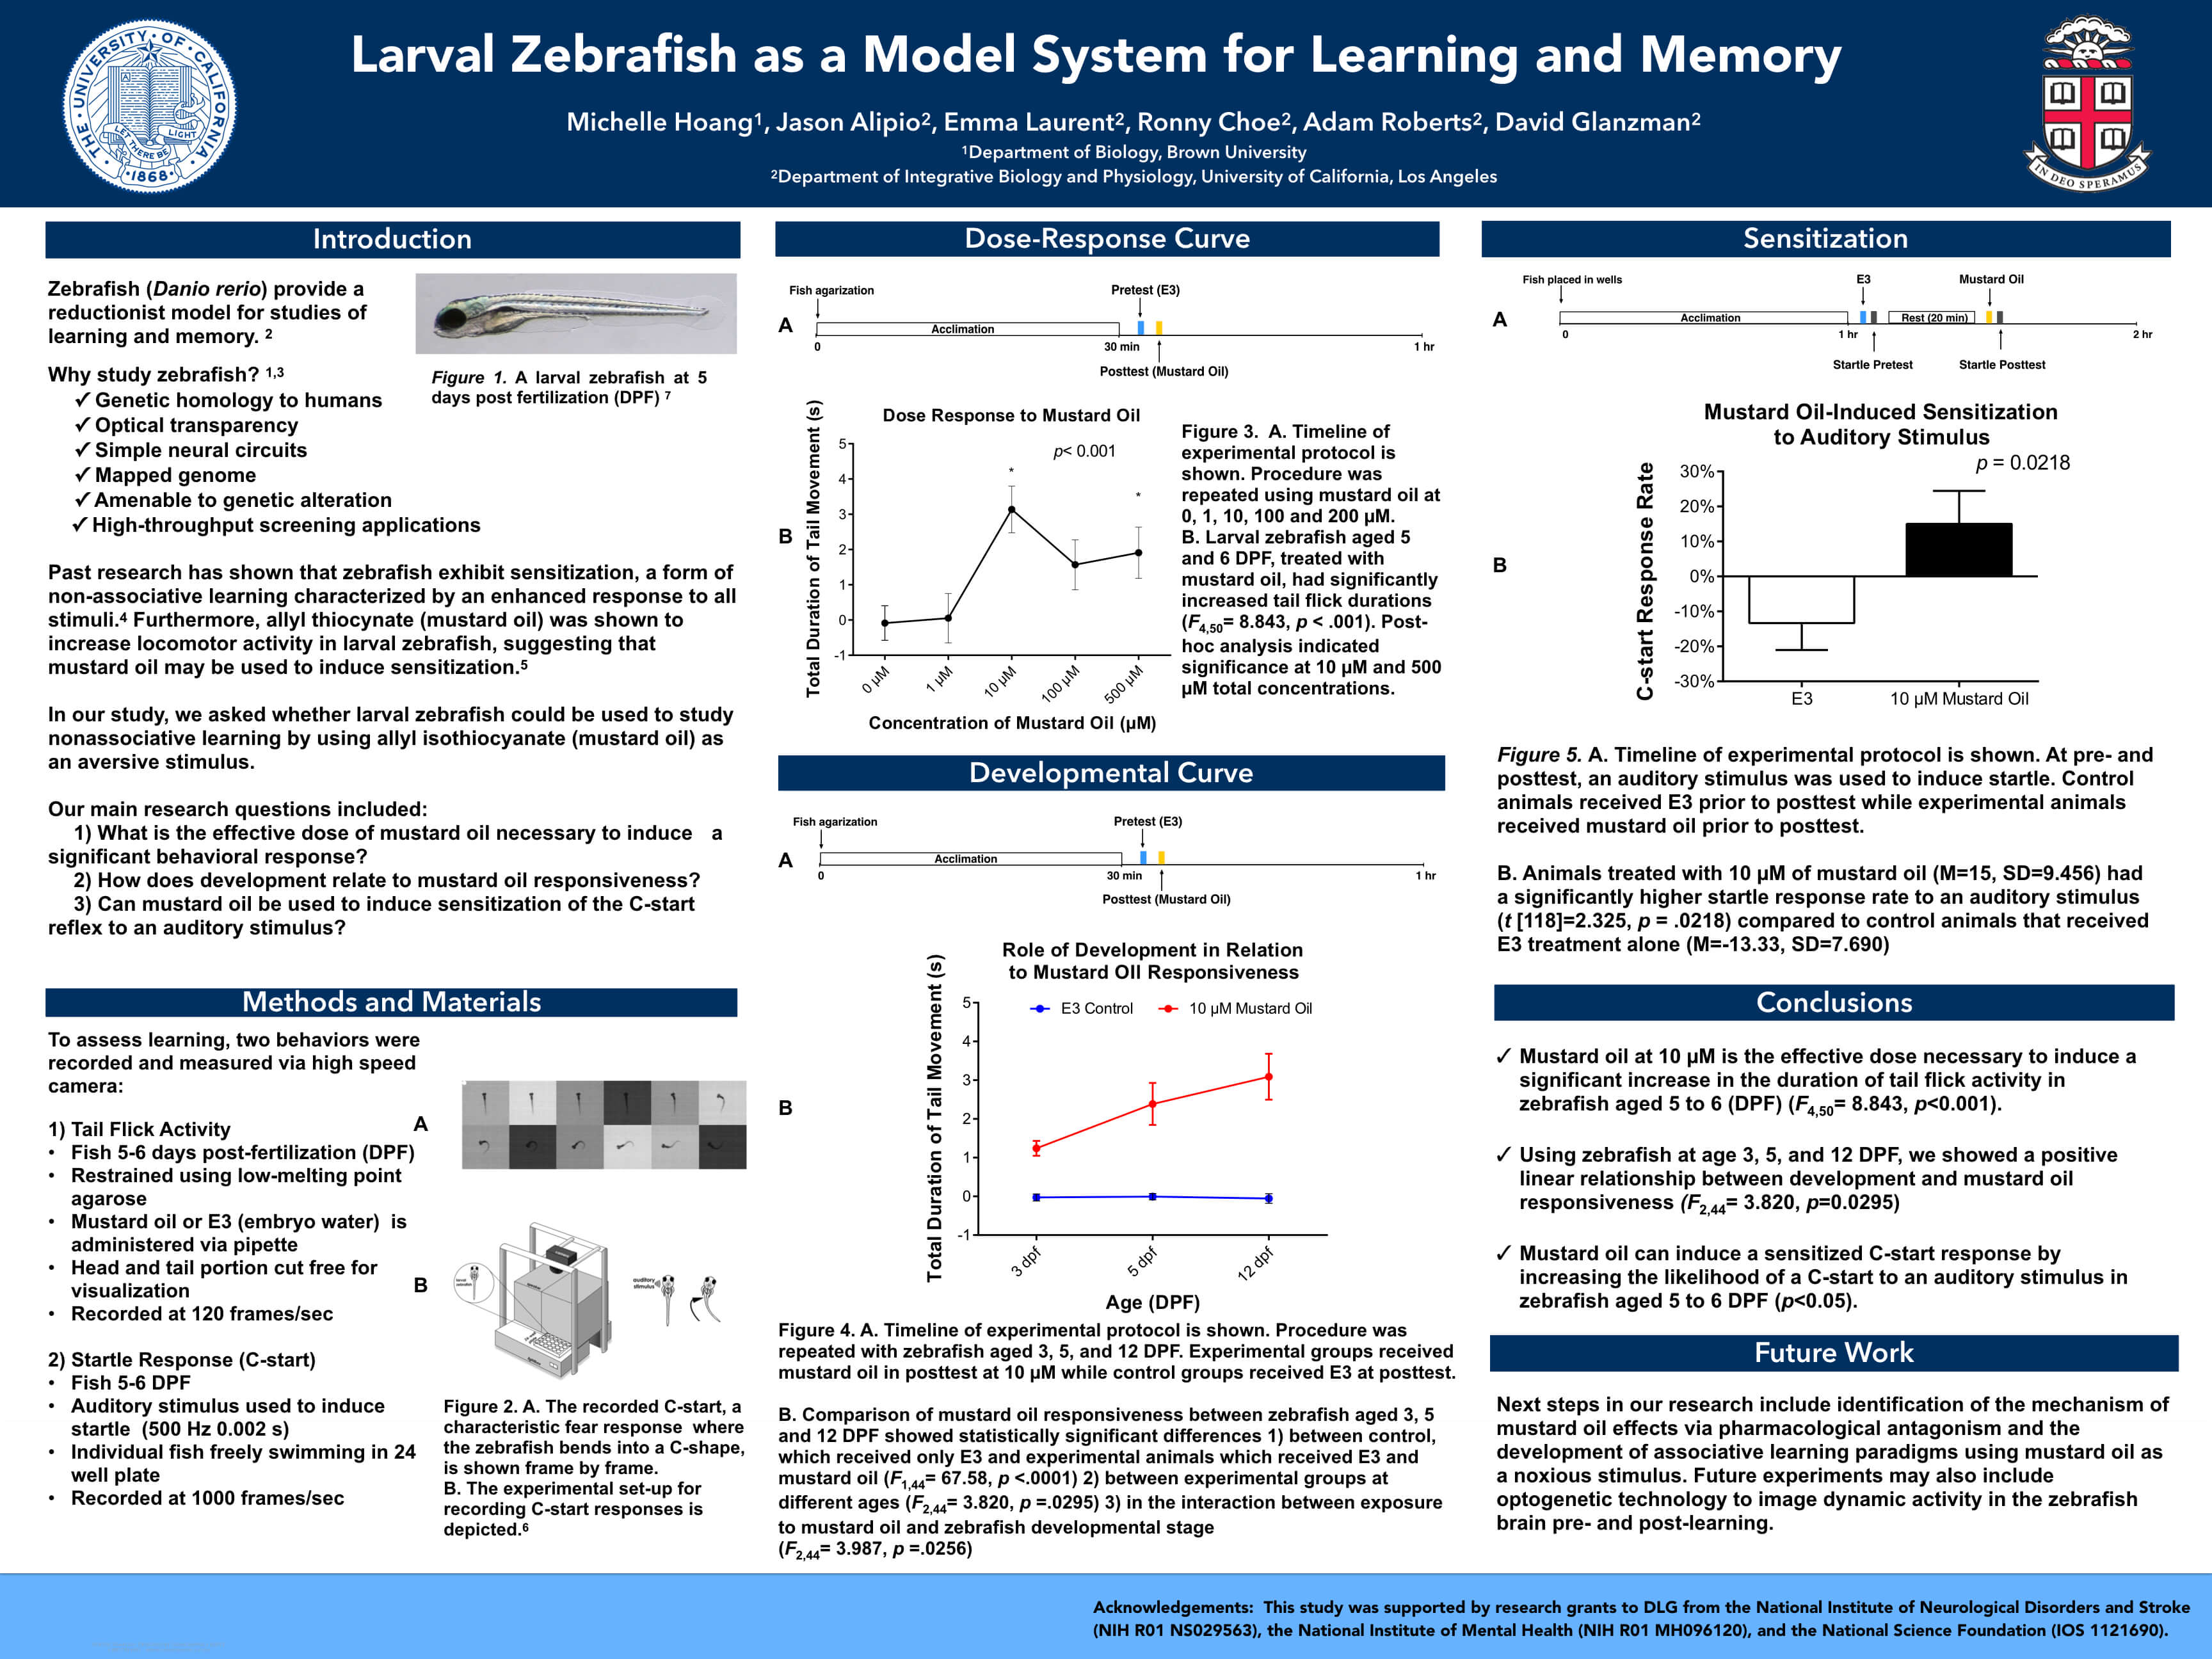 THE · UNIVERSITY · OF · CALIFORNIA
LET THERE BE LIGHT
· 1868 ·
Larval Zebrafish as a Model System for Learning and Memory
Michelle Hoang1, Jason Alipio2, Emma Laurent2, Ronny Choe2, Adam Roberts2, David Glanzman2
1Department of Biology, Brown University
2Department of Integrative Biology and Physiology, University of California, Los Angeles
IN DEO SPERAMUS
Introduction
Zebrafish (Danio rerio) provide a
reductionist model for studies of
learning and memory. 2
Why study zebrafish? 1,3
✓ Genetic homology to humans
✓ Optical transparency
✓ Simple neural circuits
✓ Mapped genome
✓ Amenable to genetic alteration
✓ High-throughput screening applications
Figure 1. A larval zebrafish at 5
days post fertilization (DPF) 7
Past research has shown that zebrafish exhibit sensitization, a form of
non-associative learning characterized by an enhanced response to all
stimuli.4 Furthermore, allyl thiocynate (mustard oil) was shown to
increase locomotor activity in larval zebrafish, suggesting that
mustard oil may be used to induce sensitization.5
In our study, we asked whether larval zebrafish could be used to study
nonassociative learning by using allyl isothiocyanate (mustard oil) as
an aversive stimulus.
Our main research questions included:
1) What is the effective dose of mustard oil necessary to induce a
significant behavioral response?
2) How does development relate to mustard oil responsiveness?
3) Can mustard oil be used to induce sensitization of the C-start
reflex to an auditory stimulus?
Methods and Materials
To assess learning, two behaviors were
recorded and measured via high speed
camera:
1) Tail Flick Activity
• Fish 5-6 days post-fertilization (DPF)
• Restrained using low-melting point
agarose
• Mustard oil or E3 (embryo water) is
administered via pipette
• Head and tail portion cut free for
visualization
• Recorded at 120 frames/sec
2) Startle Response (C-start)
• Fish 5-6 DPF
• Auditory stimulus used to induce
startle (500 Hz 0.002 s)
• Individual fish freely swimming in 24
well plate
• Recorded at 1000 frames/sec
A
B
larval
zebrafish
auditory
stimulus
Figure 2. A. The recorded C-start, a
characteristic fear response where
the zebrafish bends into a C-shape,
is shown frame by frame.
B. The experimental set-up for
recording C-start responses is
depicted.6
Dose-Response Curve
Fish agarization
Pretest (E3)
A
Acclimation
0
30 min
1 hr
Posttest (Mustard Oil)
B
Dose Response to Mustard Oil
Total Duration of Tail Movement (s)
p< 0.001
5
4
3
2
1
0
-1
*
*
0 µM
1 µM
10 µM
100 µM
500 µM
Concentration of Mustard Oil (µM)
Figure 3. A. Timeline of
experimental protocol is
shown. Procedure was
repeated using mustard oil at
0, 1, 10, 100 and 200 µM.
B. Larval zebrafish aged 5
and 6 DPF, treated with
mustard oil, had significantly
increased tail flick durations
(F4,50= 8.843, p < .001). Post-
hoc analysis indicated
significance at 10 µM and 500
µM total concentrations.
Developmental Curve
Fish agarization
Pretest (E3)
A
Acclimation
0
30 min
1 hr
Posttest (Mustard Oil)
B
Role of Development in Relation
to Mustard OIl Responsiveness
Total Duration of Tail Movement (s)
E3 Control
10 µM Mustard Oil
5
4
3
2
1
0
-1
3 dpf
5 dpf
12 dpf
Age (DPF)
Figure 4. A. Timeline of experimental protocol is shown. Procedure was
repeated with zebrafish aged 3, 5, and 12 DPF. Experimental groups received
mustard oil in posttest at 10 µM while control groups received E3 at posttest.
B. Comparison of mustard oil responsiveness between zebrafish aged 3, 5
and 12 DPF showed statistically significant differences 1) between control,
which received only E3 and experimental animals which received E3 and
mustard oil (F1,44= 67.58, p <.0001) 2) between experimental groups at
different ages (F2,44= 3.820, p =.0295) 3) in the interaction between exposure
to mustard oil and zebrafish developmental stage
(F2,44= 3.987, p =.0256)
Sensitization
Fish placed in wells
E3
Mustard Oil
A
Acclimation
Rest (20 min)
0
1 hr
2 hr
Startle Pretest
Startle Posttest
B
Mustard Oil-Induced Sensitization
to Auditory Stimulus
p = 0.0218
C-start Response Rate
30%
20%
10%
0%
-10%
-20%
-30%
E3
10 µM Mustard Oil
Figure 5. A. Timeline of experimental protocol is shown. At pre- and
posttest, an auditory stimulus was used to induce startle. Control
animals received E3 prior to posttest while experimental animals
received mustard oil prior to posttest.
B. Animals treated with 10 µM of mustard oil (M=15, SD=9.456) had
a significantly higher startle response rate to an auditory stimulus
(t [118]=2.325, p = .0218) compared to control animals that received
E3 treatment alone (M=-13.33, SD=7.690)
Conclusions
✓ Mustard oil at 10 µM is the effective dose necessary to induce a
significant increase in the duration of tail flick activity in
zebrafish aged 5 to 6 (DPF) (F4,50= 8.843, p<0.001).
✓ Using zebrafish at age 3, 5, and 12 DPF, we showed a positive
linear relationship between development and mustard oil
responsiveness (F2,44= 3.820, p=0.0295)
✓ Mustard oil can induce a sensitized C-start response by
increasing the likelihood of a C-start to an auditory stimulus in
zebrafish aged 5 to 6 DPF (p<0.05).
Future Work
Next steps in our research include identification of the mechanism of
mustard oil effects via pharmacological antagonism and the
development of associative learning paradigms using mustard oil as
a noxious stimulus. Future experiments may also include
optogenetic technology to image dynamic activity in the zebrafish
brain pre- and post-learning.
Acknowledgements: This study was supported by research grants to DLG from the National Institute of Neurological Disorders and Stroke
(NIH R01 NS029563), the National Institute of Mental Health (NIH R01 MH096120), and the National Science Foundation (IOS 1121690).